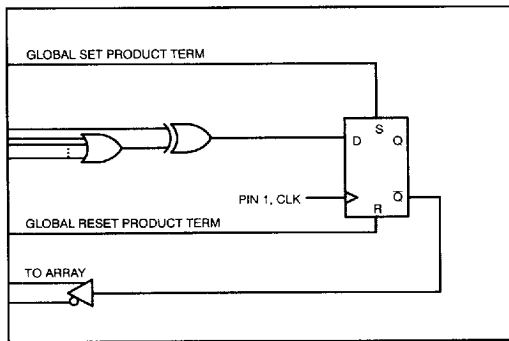 GLOBAL SET PRODUCT TERM
S
D Q
PIN 1, CLK
Q̅
R
GLOBAL RESET PRODUCT TERM
TO ARRAY